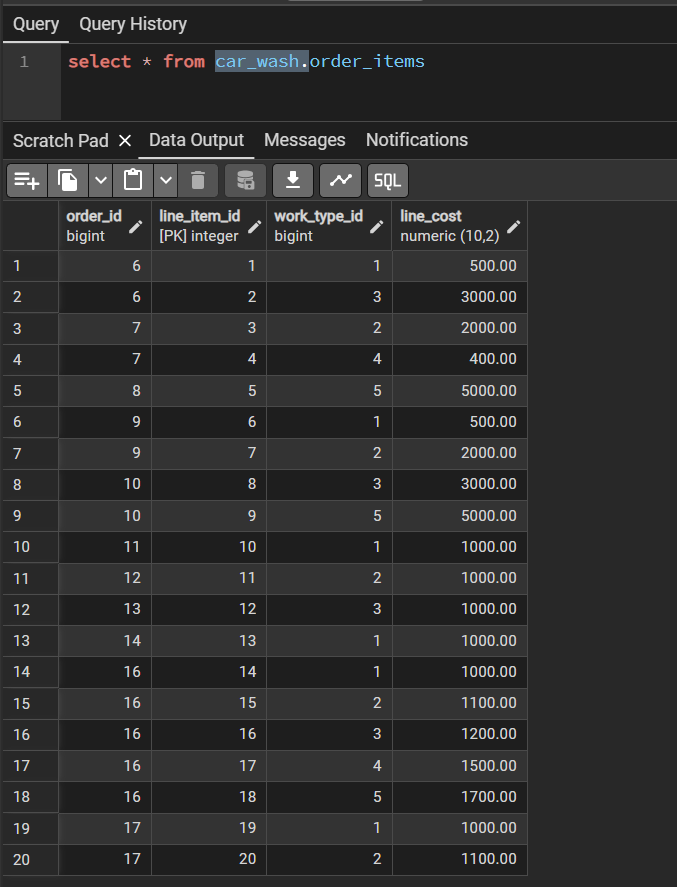 Query Query History
1 select * from car_wash.order_items
Scratch Pad Data Output Messages Notifications
SQL
order_id line_item_id work_type_id line_cost
bigint [PK] integer bigint numeric (10,2)
1 6 1 1 500.00
2 6 2 3 3000.00
3 7 3 2 2000.00
4 7 4 4 400.00
5 8 5 5 5000.00
6 9 6 1 500.00
7 9 7 2 2000.00
8 10 8 3 3000.00
9 10 9 5 5000.00
10 11 10 1 1000.00
11 12 11 2 1000.00
12 13 12 3 1000.00
13 14 13 1 1000.00
14 16 14 1 1000.00
15 16 15 2 1100.00
16 16 16 3 1200.00
17 16 17 4 1500.00
18 16 18 5 1700.00
19 17 19 1 1000.00
20 17 20 2 1100.00